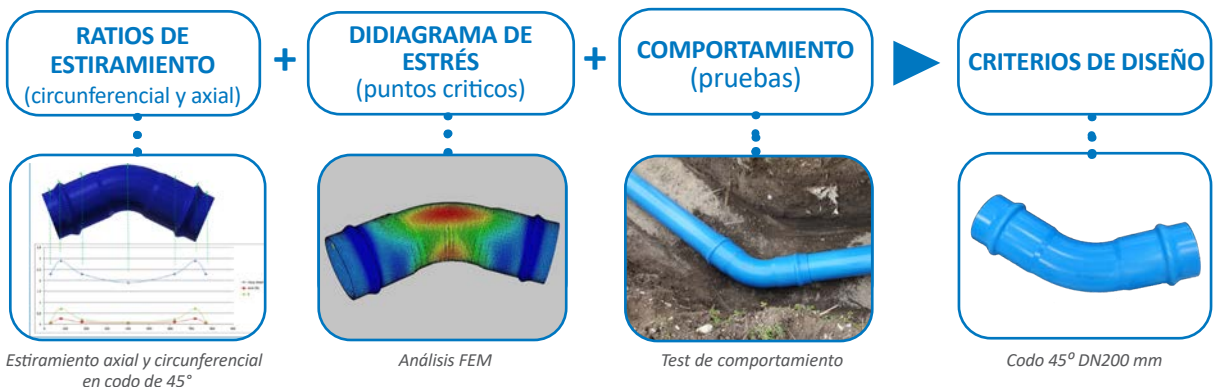 RATIOS DE
ESTIRAMIENTO
(circunferencial y axial)
+
DIDIAGRAMA DE
ESTRÉS
(puntos criticos)
+
COMPORTAMIENTO
(pruebas)
CRITERIOS DE DISEÑO
Estiramiento axial y circunferencial
en codo de 45°
Análisis FEM
Test de comportamiento
Codo 45º DN200 mm